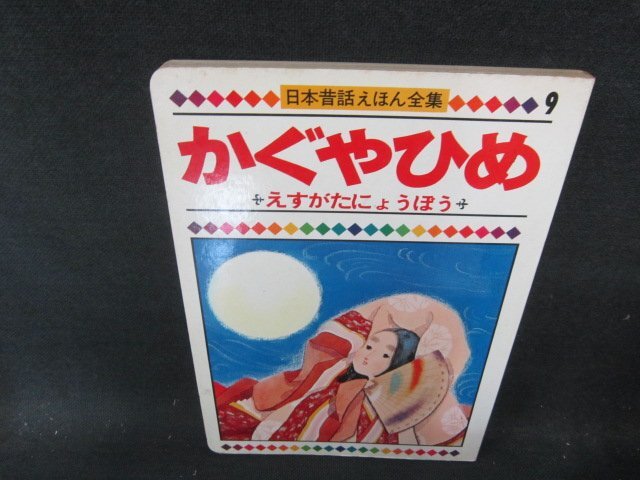 日本昔話えほん全集
9
かぐやひめ
えすがたにょうぼう